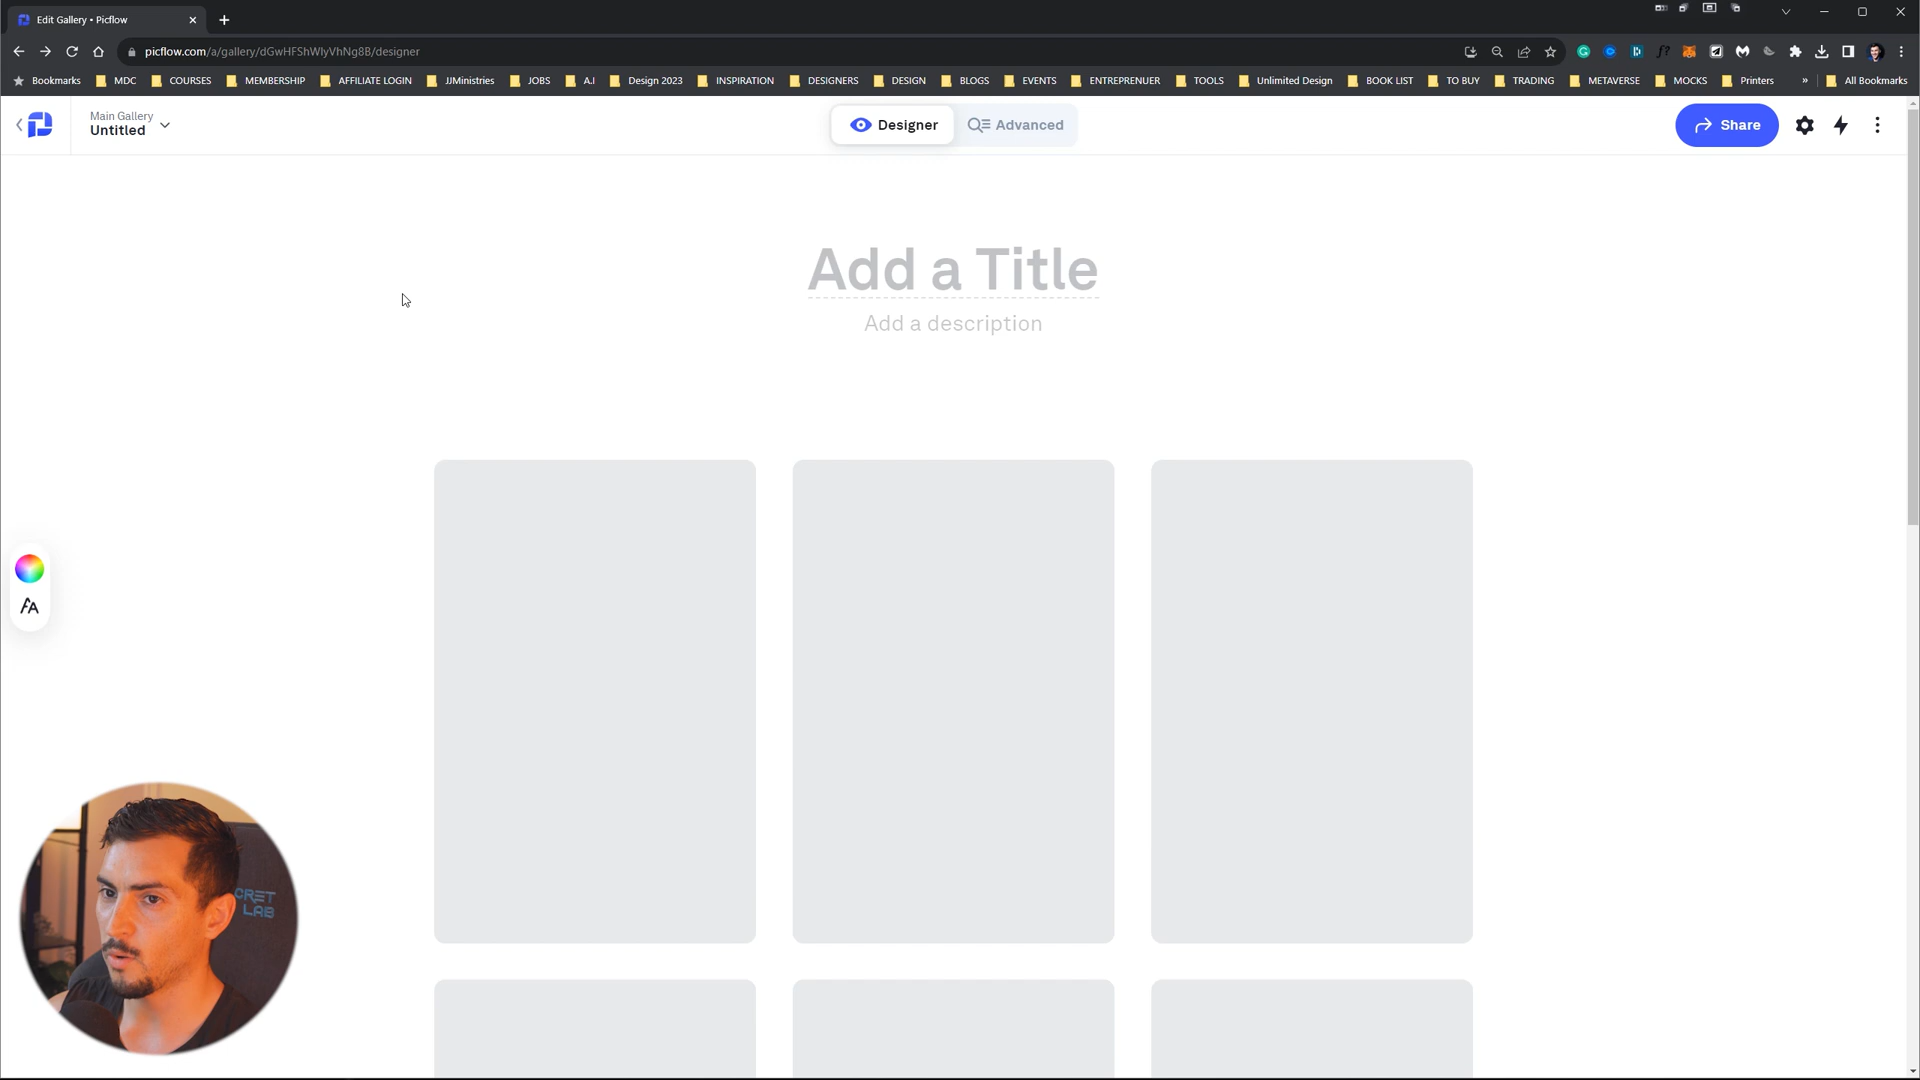 Edit Gallery • Picflow
picflow.com/a/gallery/dGwHFShWlyVhNg8B/designer
Bookmarks MDC COURSES MEMBERSHIP AFFILIATE LOGIN JJMinistries JOBS A.I Design 2023 INSPIRATION DESIGNERS DESIGN BLOGS EVENTS ENTREPRENUER TOOLS Unlimited Design BOOK LIST TO BUY TRADING METAVERSE MOCKS Printers » All Bookmarks
Main Gallery
Untitled
Designer
Advanced
Share
Add a Title
Add a description
CRET
LAB